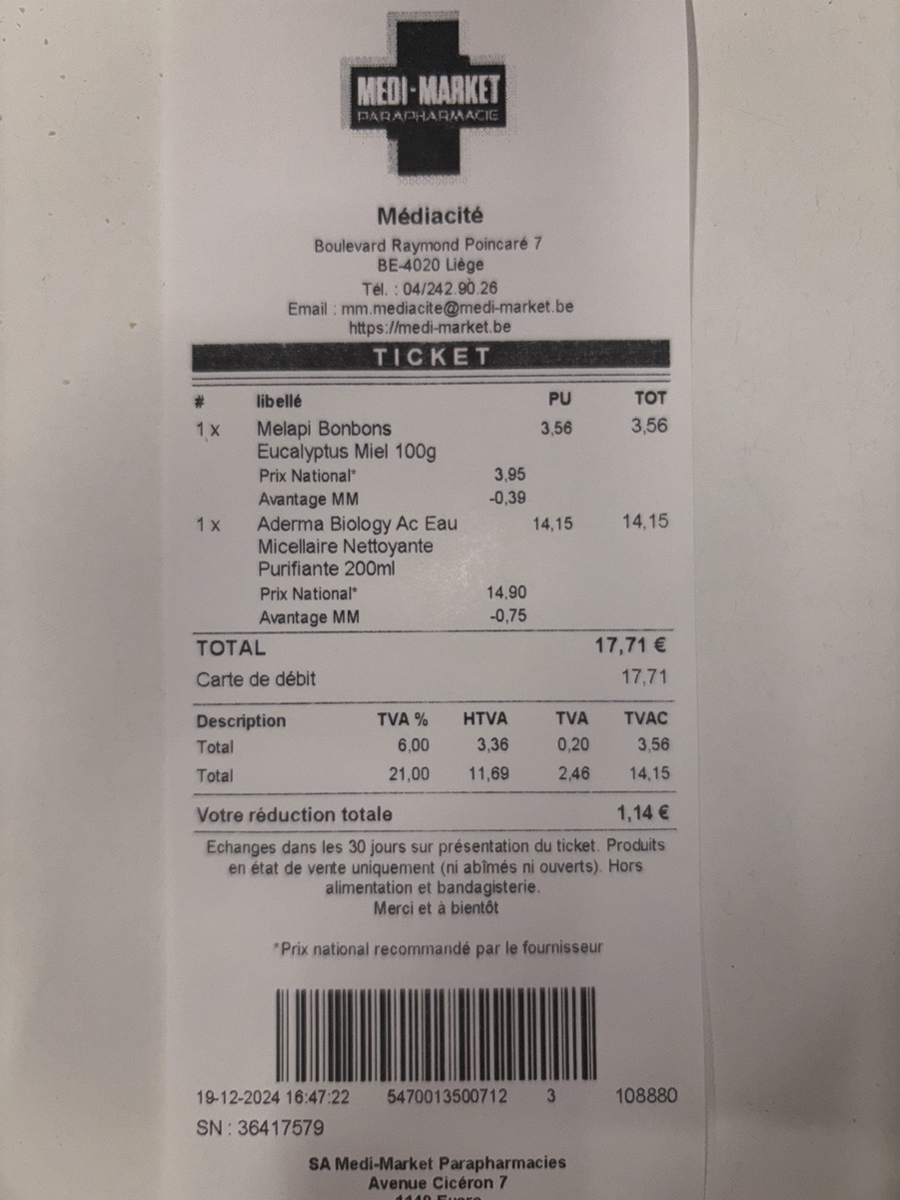 MEDI-MARKET
PARAPHARMACIE
Médiacité
Boulevard Raymond Poincaré 7
BE-4020 Liège
Tél. : 04/242.90.26
Email : mm.mediacite@medi-market.be
https://medi-market.be
TICKET
# libellé PU TOT
1 x Melapi Bonbons 3,56 3,56
Eucalyptus Miel 100g
Prix National* 3,95
Avantage MM -0,39
1 x Aderma Biology Ac Eau 14,15 14,15
Micellaire Nettoyante
Purifiante 200ml
Prix National* 14,90
Avantage MM -0,75
TOTAL 17,71 €
Carte de débit 17,71
Description TVA % HTVA TVA TVAC
Total 6,00 3,36 0,20 3,56
Total 21,00 11,69 2,46 14,15
Votre réduction totale 1,14 €
Echanges dans les 30 jours sur présentation du ticket. Produits
en état de vente uniquement (ni abîmés ni ouverts). Hors
alimentation et bandagisterie.
Merci et à bientôt
*Prix national recommandé par le fournisseur
19-12-2024 16:47:22 5470013500712 3 108880
SN : 36417579
SA Medi-Market Parapharmacies
Avenue Cicéron 7